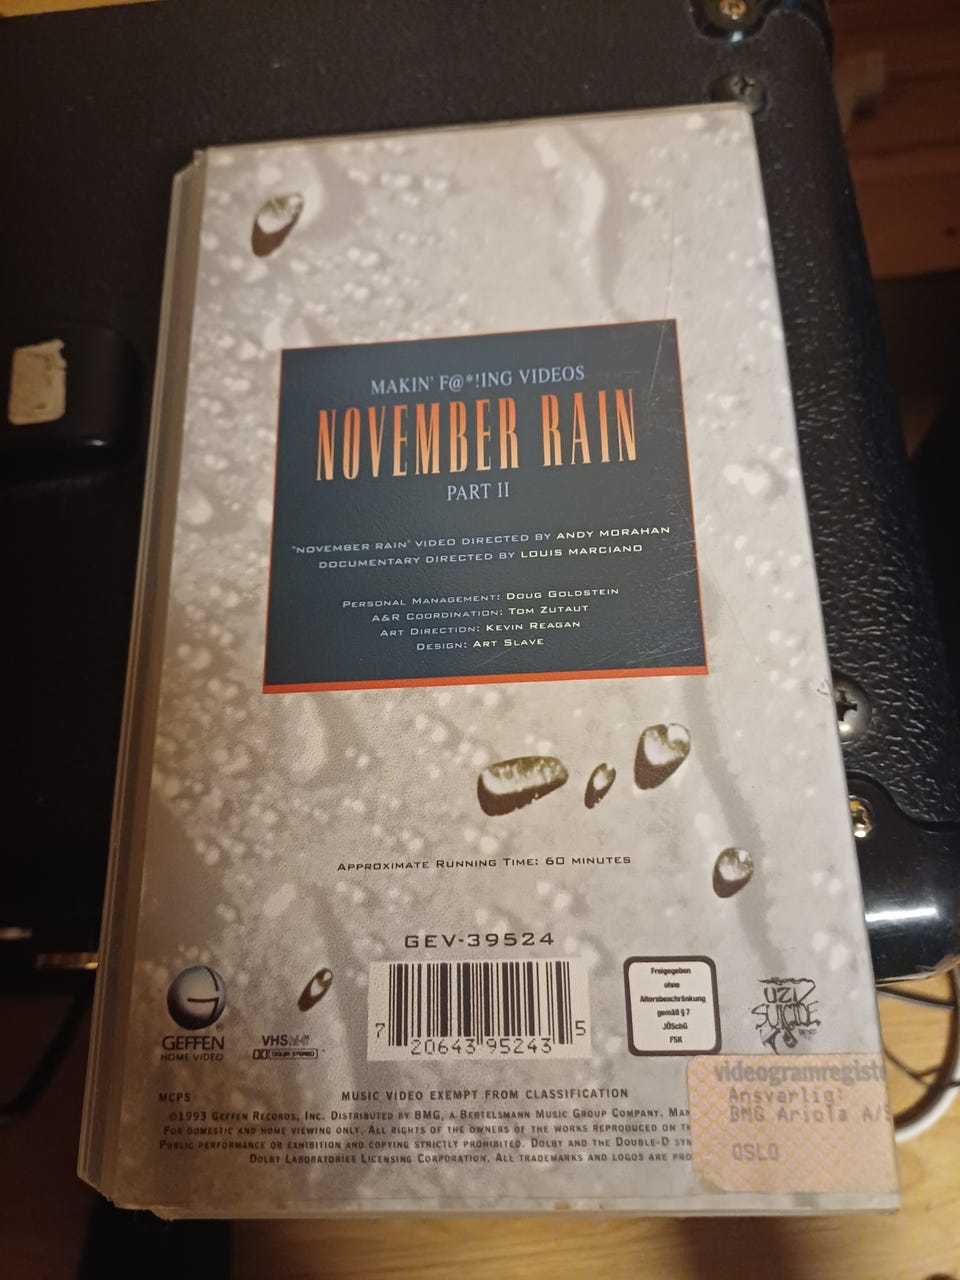 MAKIN' F@*!ING VIDEOS
NOVEMBER RAIN
PART II
"NOVEMBER RAIN" VIDEO DIRECTED BY ANDY MORAHAN
DOCUMENTARY DIRECTED BY LOUIS MARCIANO
PERSONAL MANAGEMENT: DOUG GOLDSTEIN
A&R COORDINATION: TOM ZUTAUT
ART DIRECTION: KEVIN REAGAN
DESIGN: ART SLAVE
APPROXIMATE RUNNING TIME: 60 MINUTES
GEV-39524
7 20643 95243 5
GEFFEN
HOME VIDEO
VHS
DOLBY STEREO
Freigegeben
ohne
Altersbeschränkung
gemäß § 7
JÖSchG
FSK
UZI
SUICIDE
MCPS
MUSIC VIDEO EXEMPT FROM CLASSIFICATION
©1993 GEFFEN RECORDS, INC. DISTRIBUTED BY BMG, A BERTELSMANN MUSIC GROUP COMPANY. MAN
FOR DOMESTIC AND HOME VIEWING ONLY. ALL RIGHTS OF THE OWNERS OF THE WORKS REPRODUCED ON TH
PUBLIC PERFORMANCE OR EXHIBITION AND COPYING STRICTLY PROHIBITED. DOLBY AND THE DOUBLE-D SYM
DOLBY LABORATORIES LICENSING CORPORATION. ALL TRADEMARKS AND LOGOS ARE PRO
videogramregist
Ansvarlig:
BMG Ariola A/S
OSLO